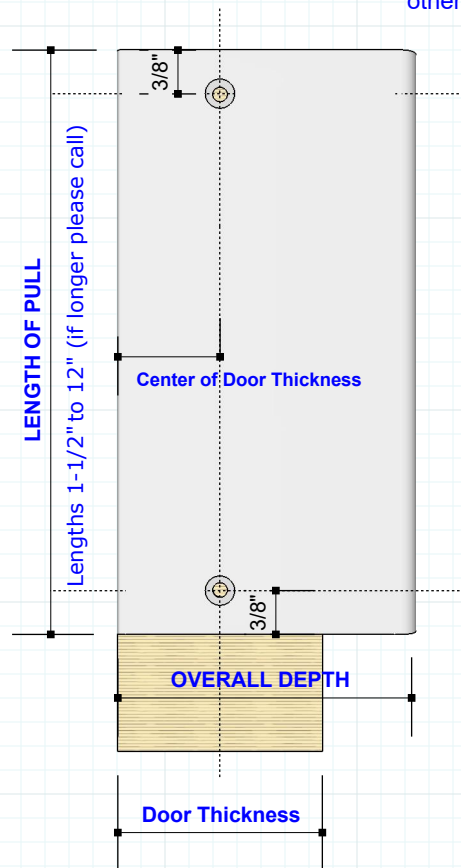 other
3/8"
LENGTH OF PULL
Lengths 1-1/2" to 12" (if longer please call)
Center of Door Thickness
3/8"
OVERALL DEPTH
Door Thickness